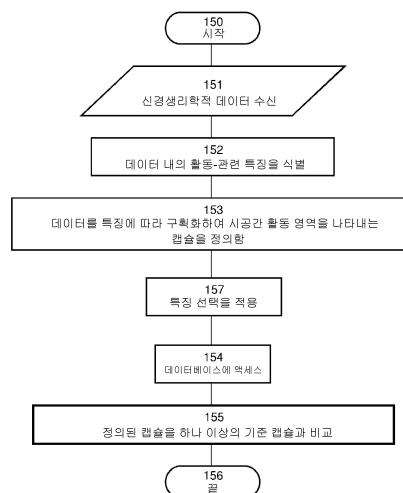 150
시작
151
신경생리학적 데이터 수신
152
데이터 내의 활동-관련 특징을 식별
153
데이터를 특징에 따라 구획화하여 시공간 활동 영역을 나타내는
캡슐을 정의함
157
특징 선택을 적용
154
데이터베이스에 액세스
155
정의된 캡슐을 하나 이상의 기준 캡슐과 비교
156
끝